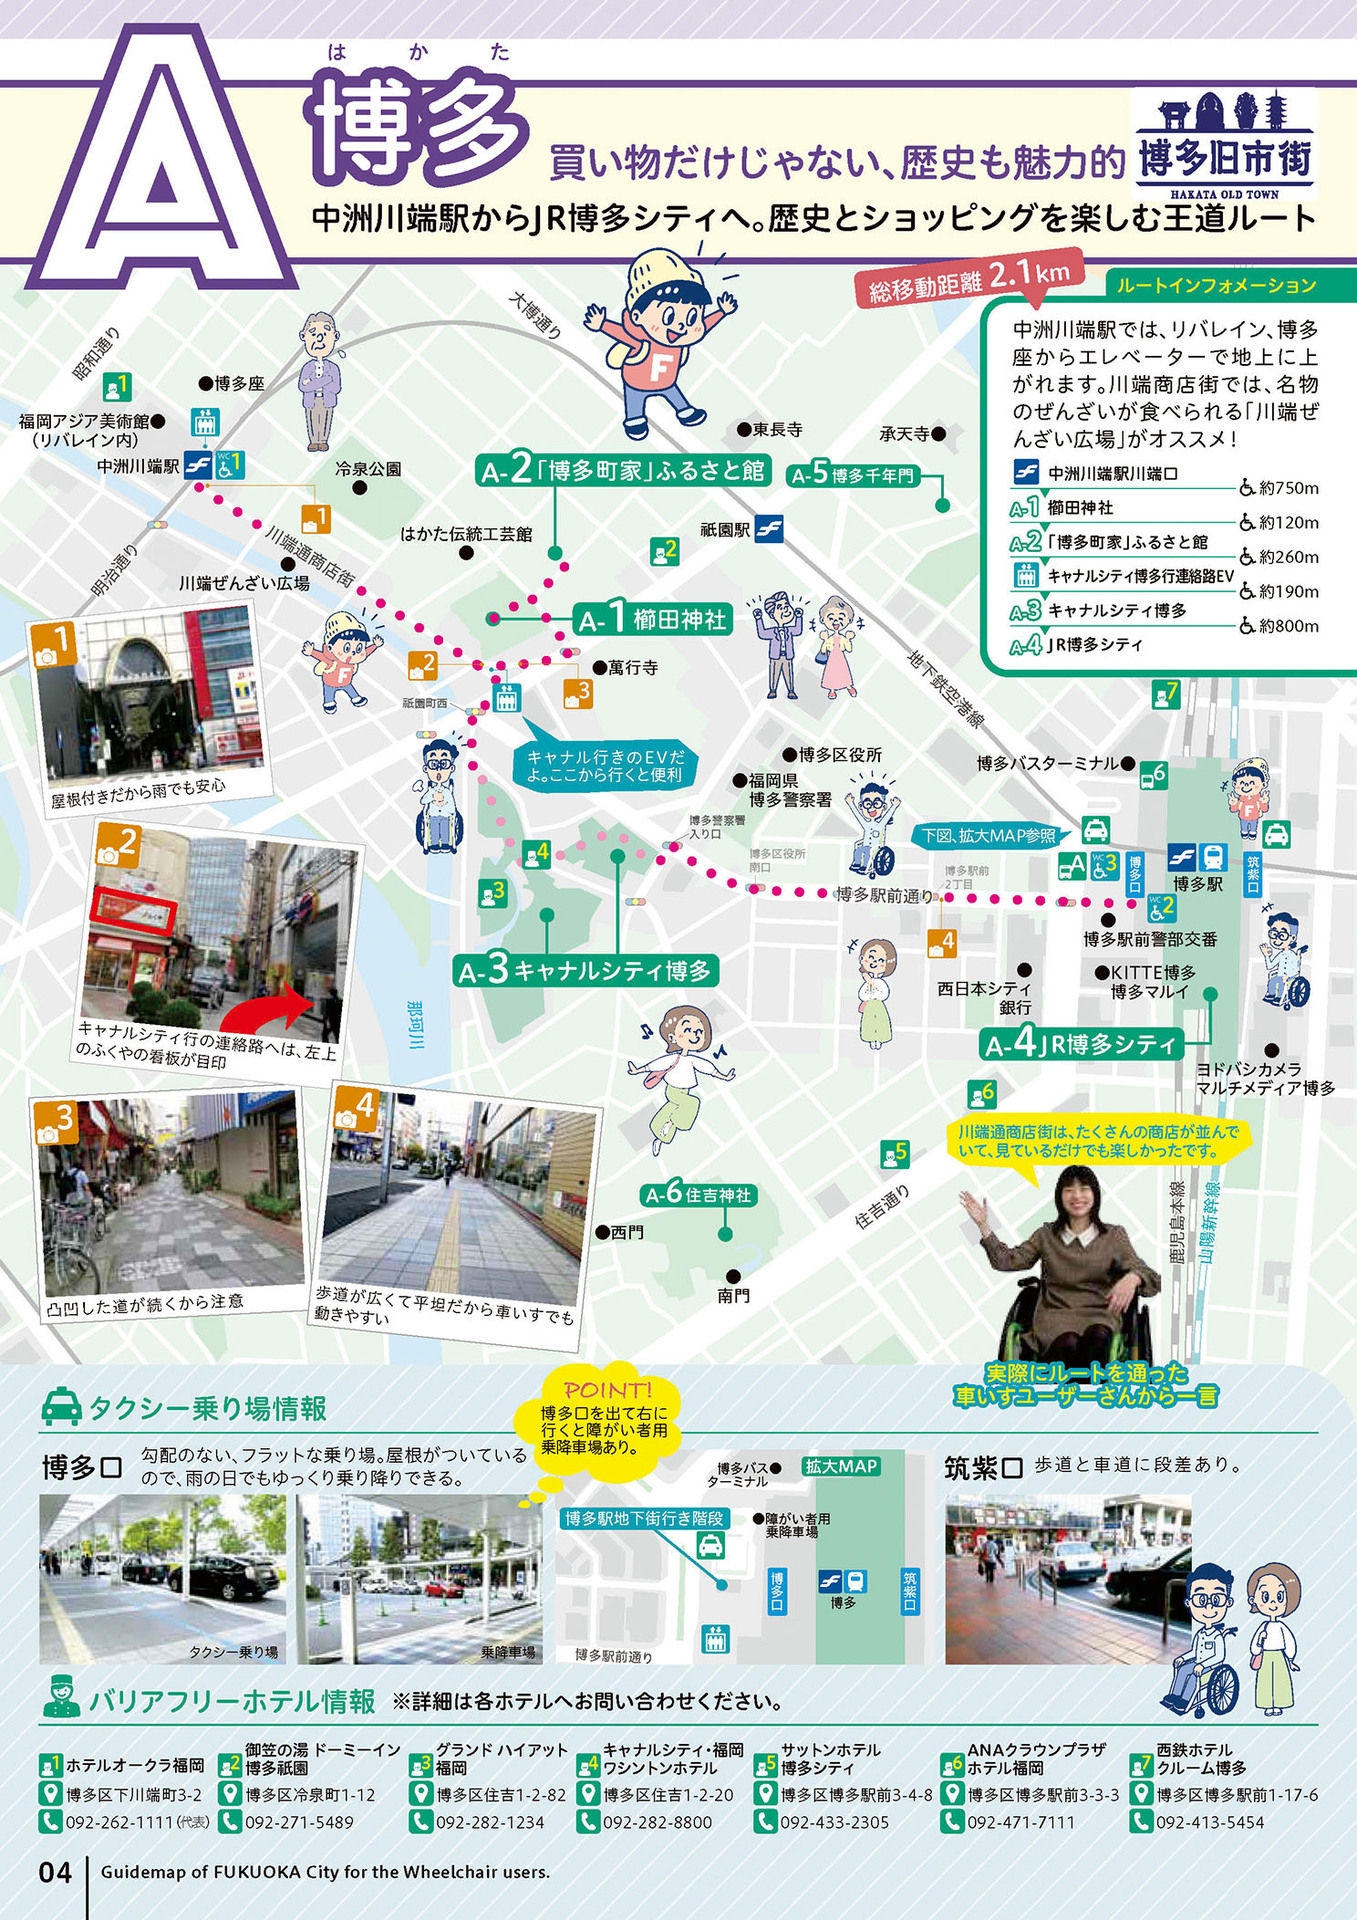 A
はかた
博多
買い物だけじゃない、歴史も魅力的
博多旧市街
HAKATA OLD TOWN
中洲川端駅からJR博多シティへ。歴史とショッピングを楽しむ王道ルート
総移動距離 2.1km
ルートインフォメーション
中洲川端駅では、リバレイン、博多
座からエレベーターで地上に上
がれます。川端商店街では、名物
のぜんざいが食べられる「川端ぜ
んざい広場」がオススメ!
中洲川端駅川端口
約750m
A-1 櫛田神社
約120m
A-2「博多町家」ふるさと館
約260m
キャナルシティ博多行連絡路EV
約190m
A-3 キャナルシティ博多
約800m
A-4 JR博多シティ
昭和通り
大博通り
1
博多座
福岡アジア美術館
(リバレイン内)
中洲川端駅
WC 1
1
冷泉公園
東長寺
承天寺
A-2「博多町家」ふるさと館
A-5 博多千年門
はかた伝統工芸館
祇園駅
2
明治通り
川端通商店街
川端ぜんざい広場
A-1 櫛田神社
2
3
萬行寺
祇園町西
地下鉄空港線
7
キャナル行きのEVだ
よ。ここから行くと便利
博多区役所
福岡県
博多警察署
博多バスターミナル
6
博多警察署
入り口
下図、拡大MAP参照
博多区役所
南口
博多駅前
2丁目
A
WC 3
博多口
博多駅
筑紫口
4
3
博多駅前通り
WC 2
4
博多駅前警部交番
A-3 キャナルシティ博多
西日本シティ
銀行
KITTE博多
博多マルイ
那珂川
A-4 JR博多シティ
ヨドバシカメラ
マルチメディア博多
6
5
川端通商店街は、たくさんの商店が並んで
いて、見ているだけでも楽しかったです。
A-6 住吉神社
住吉通り
西門
南門
鹿児島本線
山陽新幹線
実際にルートを通った
車いすユーザーさんから一言
1
屋根付きだから雨でも安心
2
キャナルシティ行の連絡路へは、左上
のふくやの看板が目印
3
凸凹した道が続くから注意
4
歩道が広くて平坦だから車いすでも
動きやすい
タクシー乗り場情報
POINT!
博多口を出て右に
行くと障がい者用
乗降車場あり。
博多口
勾配のない、フラットな乗り場。屋根がついている
ので、雨の日でもゆっくり乗り降りできる。
タクシー乗り場
乗降車場
博多バス
ターミナル
拡大MAP
博多駅地下街行き階段
障がい者用
乗降車場
博多口
博多
筑紫口
博多駅前通り
筑紫口
歩道と車道に段差あり。
バリアフリーホテル情報 ※詳細は各ホテルへお問い合わせください。
1 ホテルオークラ福岡
博多区下川端町3-2
092-262-1111(代表)
2 御笠の湯 ドーミーイン
博多祇園
博多区冷泉町1-12
092-271-5489
3 グランド ハイアット
福岡
博多区住吉1-2-82
092-282-1234
4 キャナルシティ・福岡
ワシントンホテル
博多区住吉1-2-20
092-282-8800
5 サットンホテル
博多シティ
博多区博多駅前3-4-8
092-433-2305
6 ANAクラウンプラザ
ホテル福岡
博多区博多駅前3-3-3
092-471-7111
7 西鉄ホテル
クルーム博多
博多区博多駅前1-17-6
092-413-5454
04
Guidemap of FUKUOKA City for the Wheelchair users.